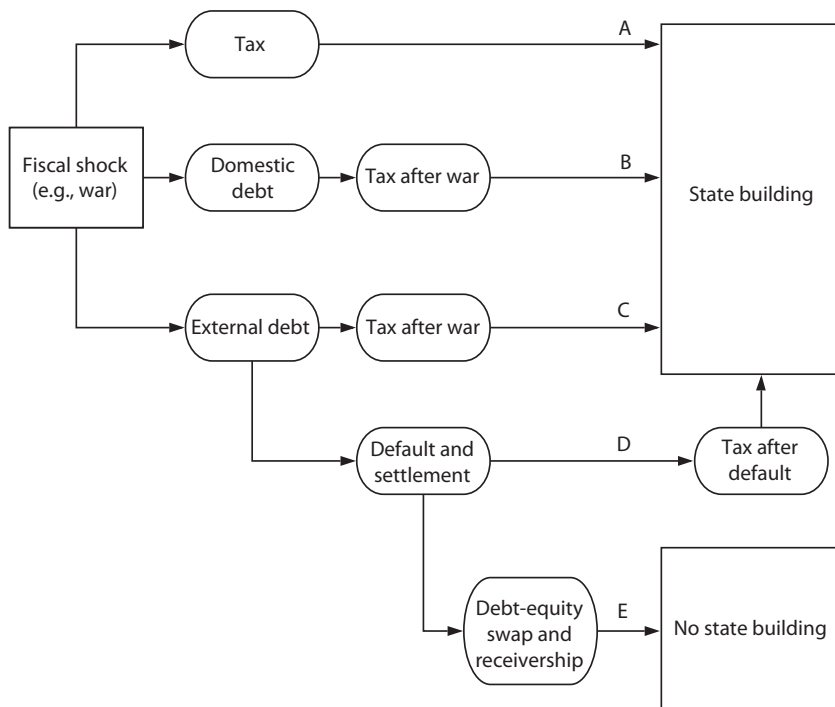 Tax
A
Fiscal shock
(e.g., war)
Domestic
debt
Tax after war
B
State building
External debt
Tax after war
C
Default and
settlement
D
Tax after
default
Debt-equity
swap and
receivership
E
No state building